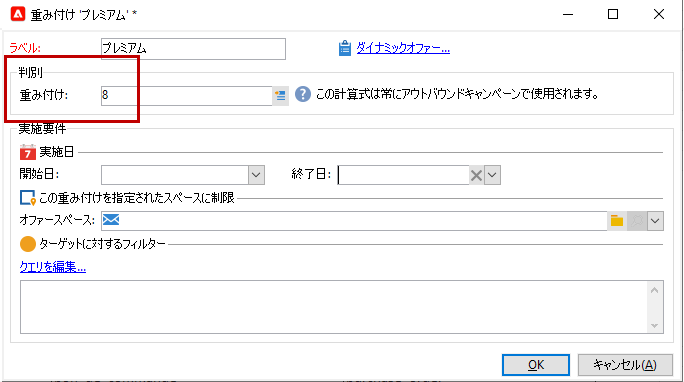 重み付け 'プレミアム' *
ラベル: プレミアム ダイナミックオファー...
判別
重み付け: 8 この計算式は常にアウトバウンドキャンペーンで使用されます。
実施要件
7 実施日
開始日: 終了日:
この重み付けを指定されたスペースに制限
オファースペース:
ターゲットに対するフィルター
クエリを編集...
OK キャンセル(A)